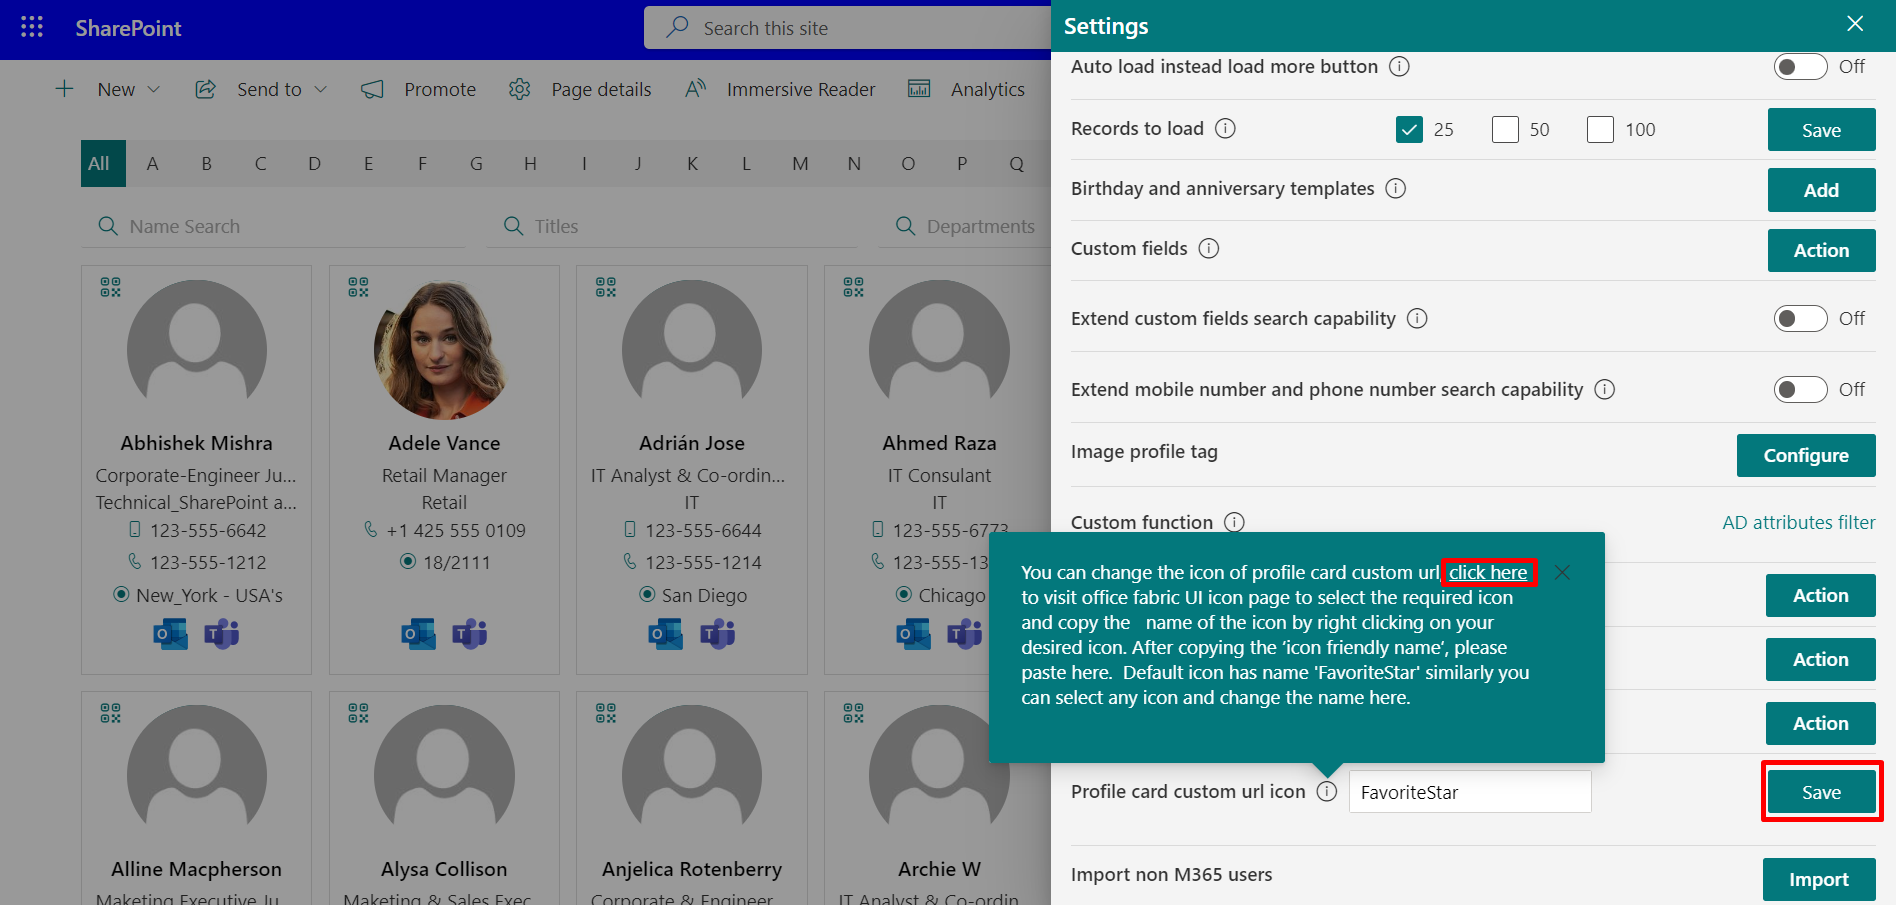 SharePoint
Search this site
New
Send to
Promote
Page details
Immersive Reader
Analytics
All A B C D E F G H I J K L M N O P Q
Name Search
Titles
Departments
Abhishek Mishra
Corporate-Engineer Ju...
Technical_SharePoint a...
123-555-6642
123-555-1212
New_York - USA's
Adele Vance
Retail Manager
Retail
+1 425 555 0109
18/2111
Adrián Jose
IT Analyst & Co-ordin...
IT
123-555-6644
123-555-1214
San Diego
Ahmed Raza
IT Consulant
IT
123-555-6773
123-555-13
Chicago
Alline Macpherson
Maketing Executive Ju...
Alysa Collison
Marketing & Sales Exec...
Anjelica Rotenberry
Corporate & Engineer...
Archie W
IT Analyst & Co-ordin...
Settings
Auto load instead load more button
Off
Records to load
25
50
100
Save
Birthday and anniversary templates
Add
Custom fields
Action
Extend custom fields search capability
Off
Extend mobile number and phone number search capability
Off
Image profile tag
Configure
Custom function
AD attributes filter
You can change the icon of profile card custom url, click here
to visit office fabric UI icon page to select the required icon
and copy the name of the icon by right clicking on your
desired icon. After copying the ‘icon friendly name’, please
paste here. Default icon has name 'FavoriteStar' similarly you
can select any icon and change the name here.
Action
Action
Action
Profile card custom url icon
FavoriteStar
Save
Import non M365 users
Import